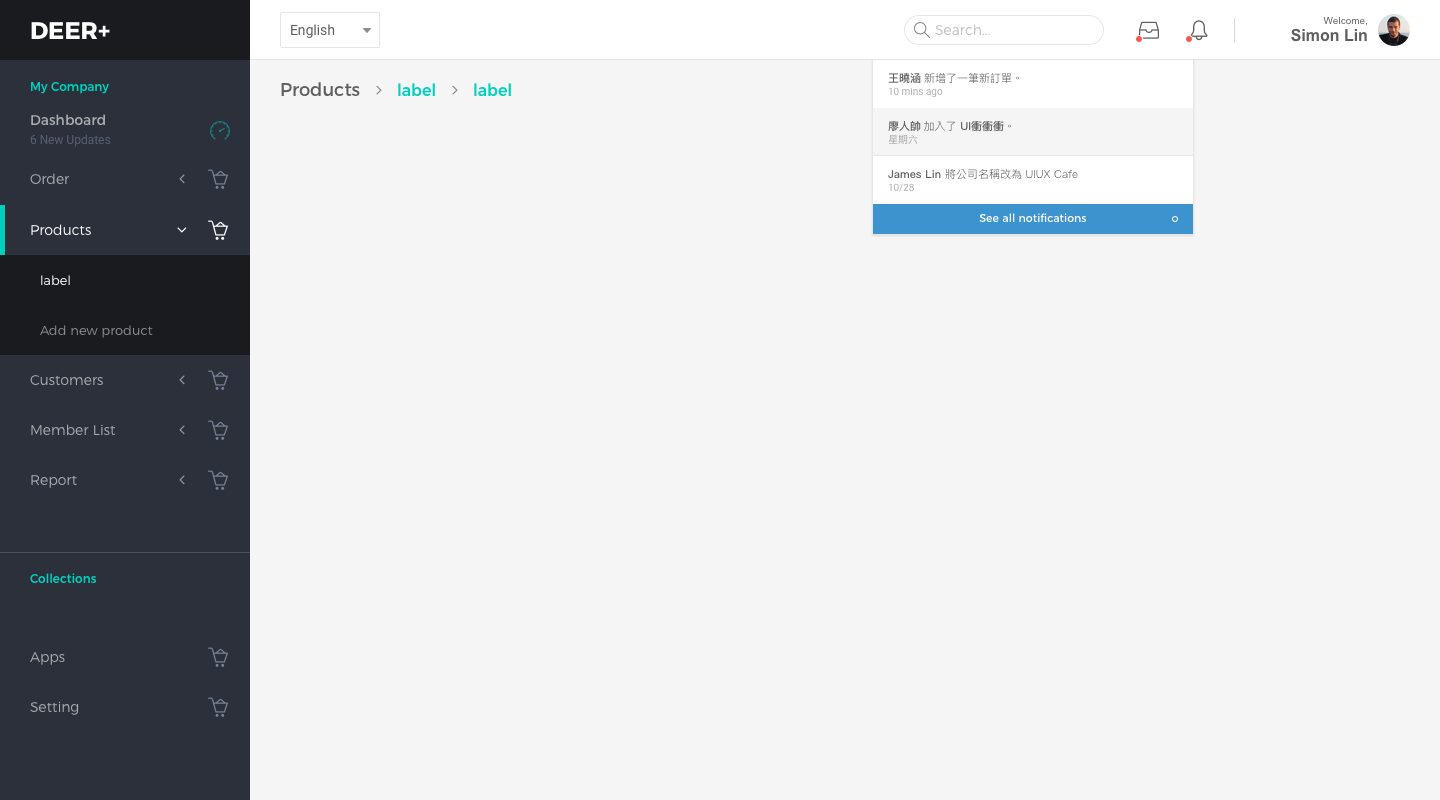 DEER+
English
Search...
Welcome,
Simon Lin
My Company
Dashboard
6 New Updates
Order
Products
label
Add new product
Customers
Member List
Report
Collections
Apps
Setting
Products > label > label
王曉涵 新增了一筆新訂單。
10 mins ago
廖人帥 加入了 UI衝衝衝。
星期六
James Lin 將公司名稱改為 UIUX Cafe
10/28
See all notifications